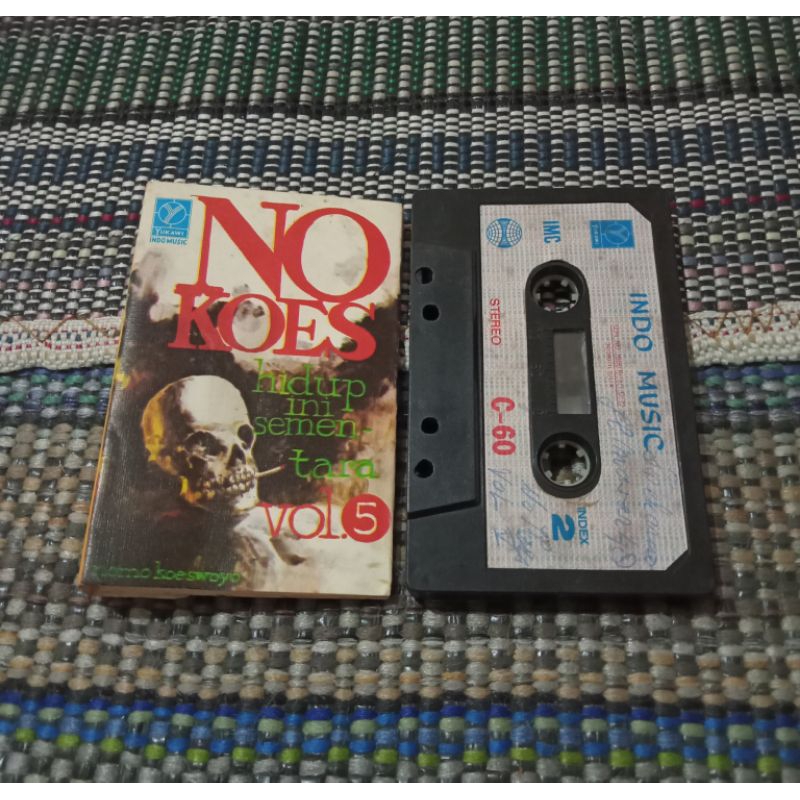 YUKAWI
INDO MUSIC
NO
KOES
hidup
ini
semen-
tara
vol.5
nomo koeswoyo
IMC
STEREO
INDO MUSIC
C-60
INDEX
2